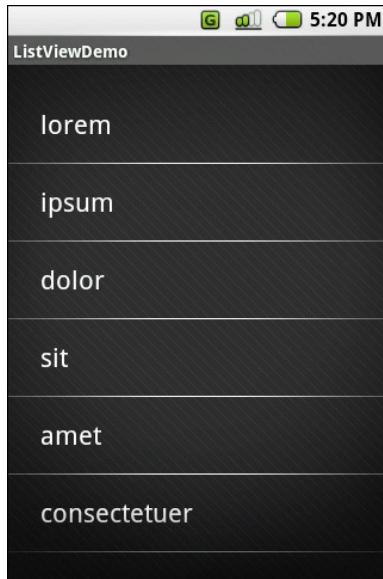 G 5:20 PM
ListViewDemo
lorem
ipsum
dolor
sit
amet
consectetuer